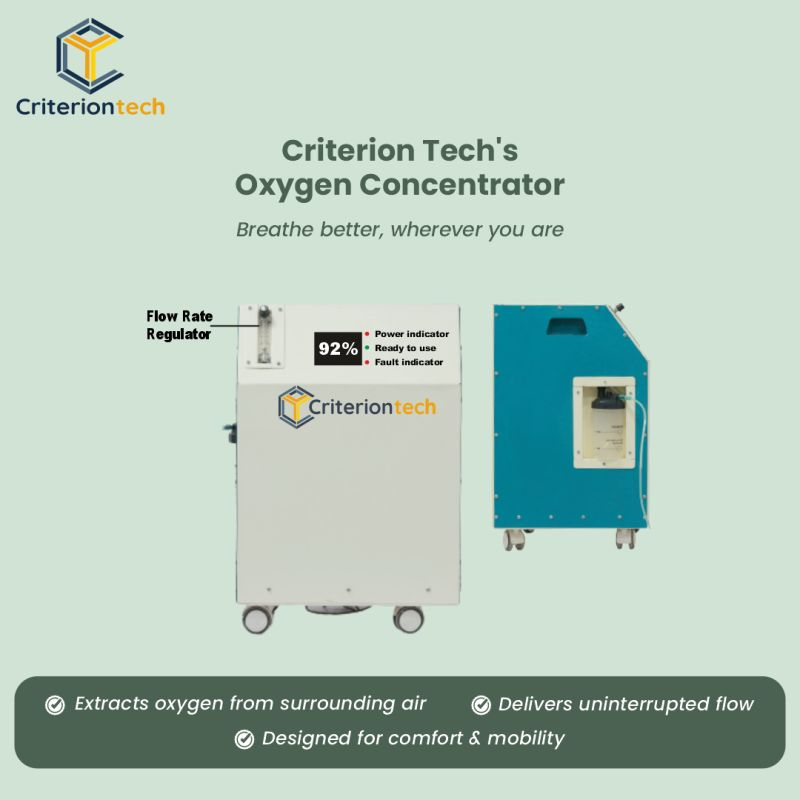 Criteriontech
Criterion Tech's
Oxygen Concentrator
Breathe better, wherever you are
Flow Rate
Regulator
92%
Power indicator
Ready to use
Fault indicator
Criteriontech
Extracts oxygen from surrounding air
Delivers uninterrupted flow
Designed for comfort & mobility